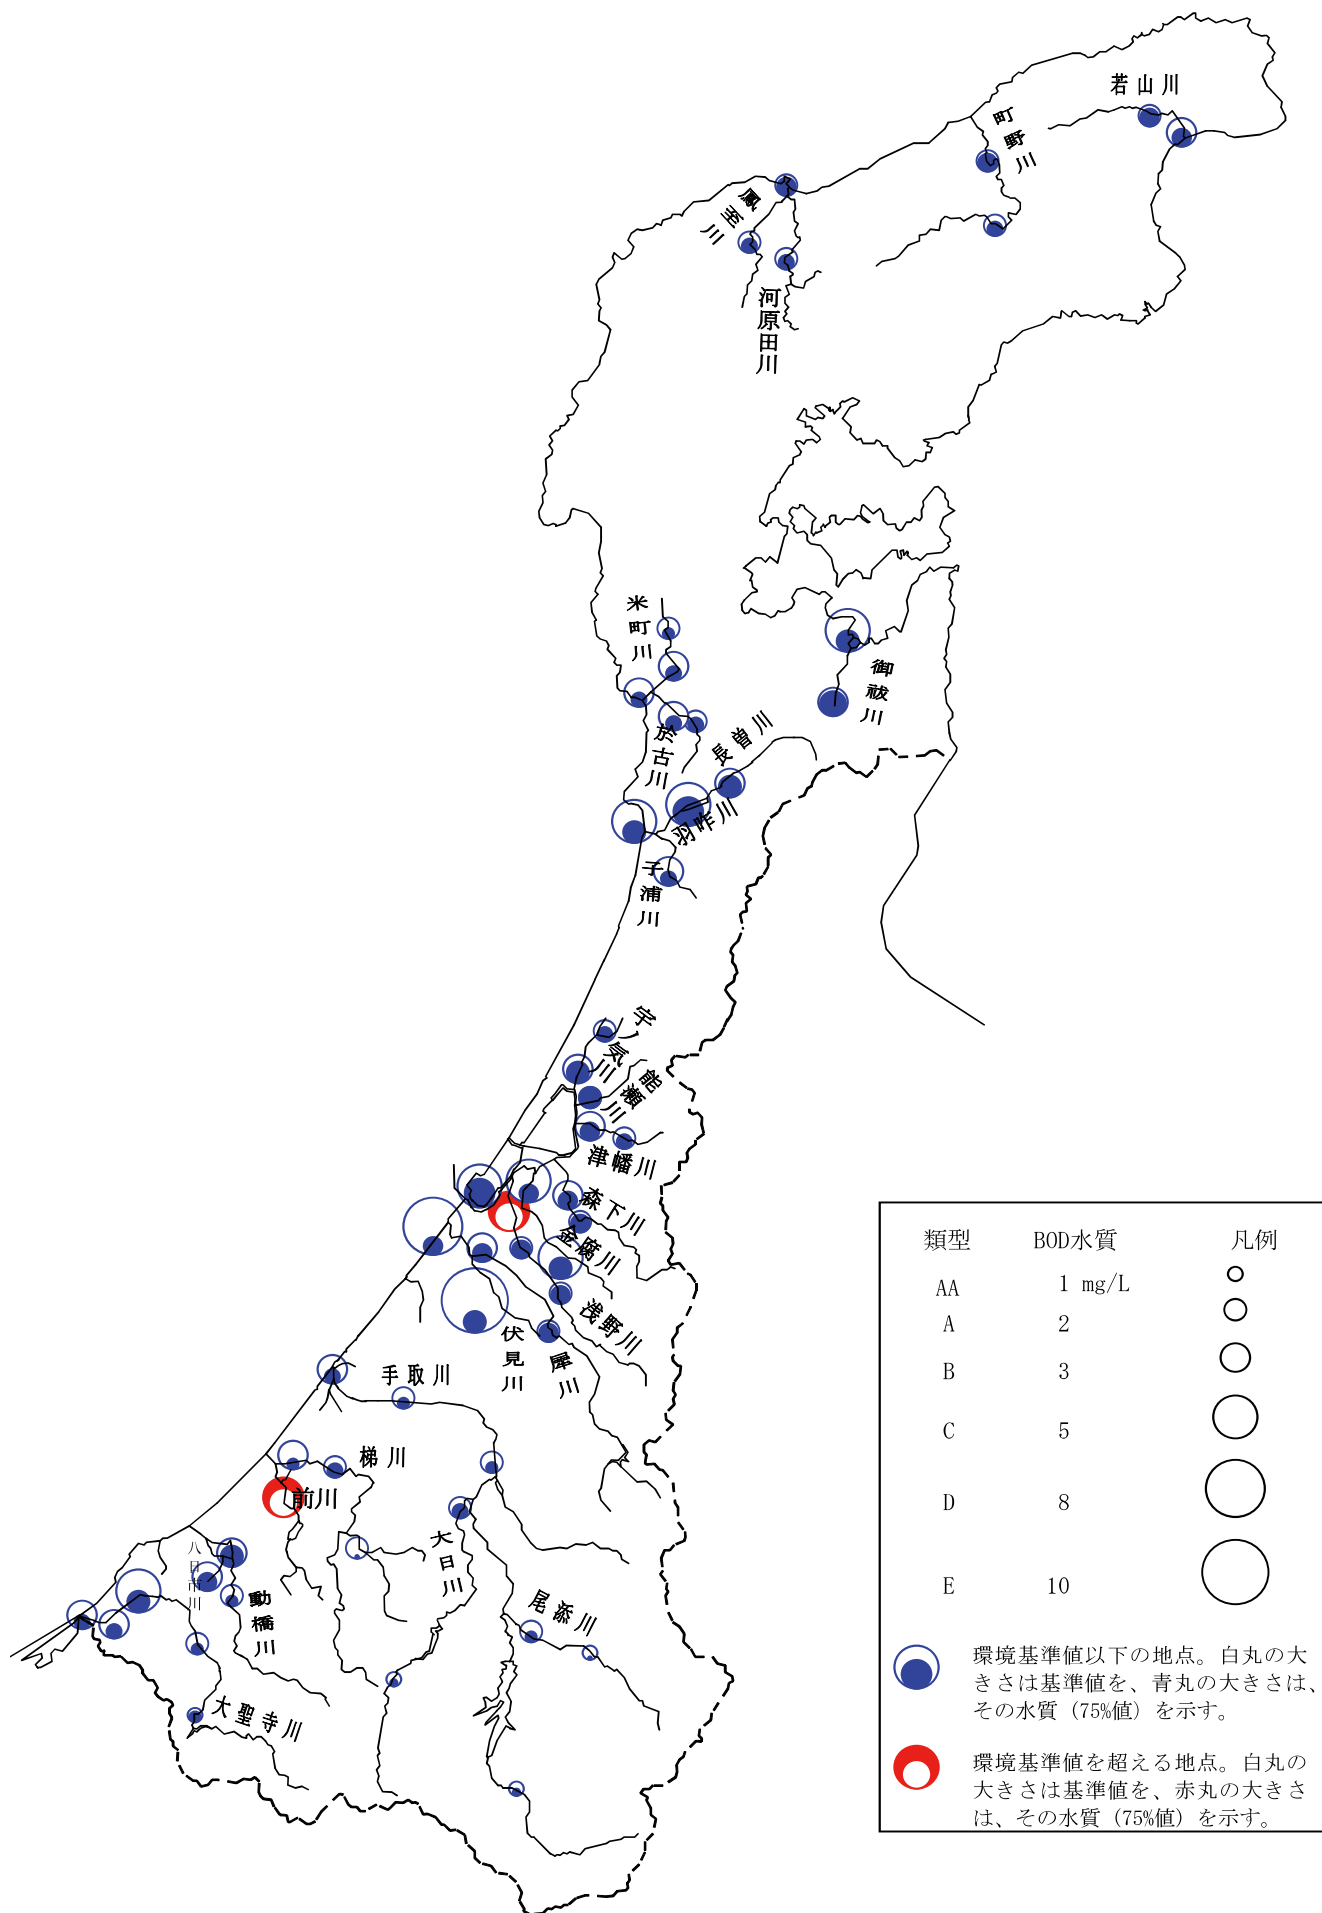 若山川
町野川
鳳至川
河原田川
米町川
御祓川
於古川
長曽川
羽咋川
子浦川
宇ノ気川
能瀬川
津幡川
森下川
金腐川
浅野川
犀川
伏見川
手取川
梯川
前川
大日川
八日市川
動橋川
尾添川
大聖寺川
類型 BOD水質 凡例
AA 1 mg/L
A 2
B 3
C 5
D 8
E 10
環境基準値以下の地点。白丸の大
きさは基準値を、青丸の大きさは、
その水質（75%値）を示す。
環境基準値を超える地点。白丸の
大きさは基準値を、赤丸の大きさ
は、その水質（75%値）を示す。